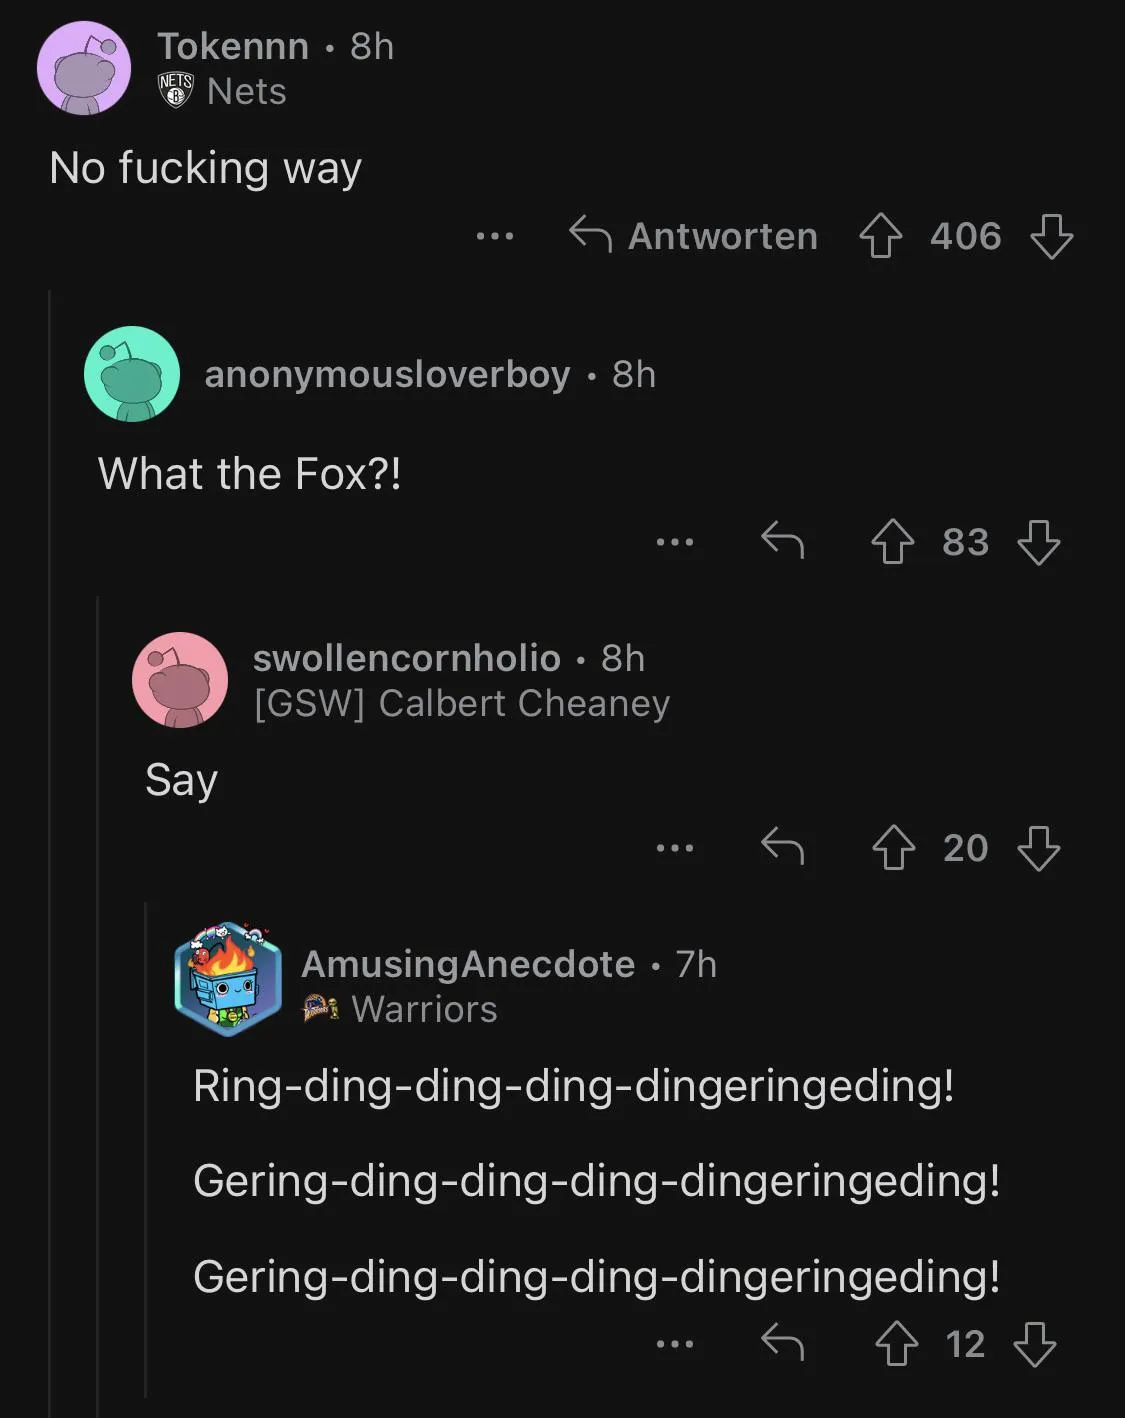 Tokennn • 8h
NETS B Nets
No fucking way
... Antworten 406
anonymousloverboy • 8h
What the Fox?!
... 83
swollencornholio • 8h
[GSW] Calbert Cheaney
Say
... 20
AmusingAnecdote • 7h
Warriors
Ring-ding-ding-ding-dingeringeding!
Gering-ding-ding-ding-dingeringeding!
Gering-ding-ding-ding-dingeringeding!
... 12